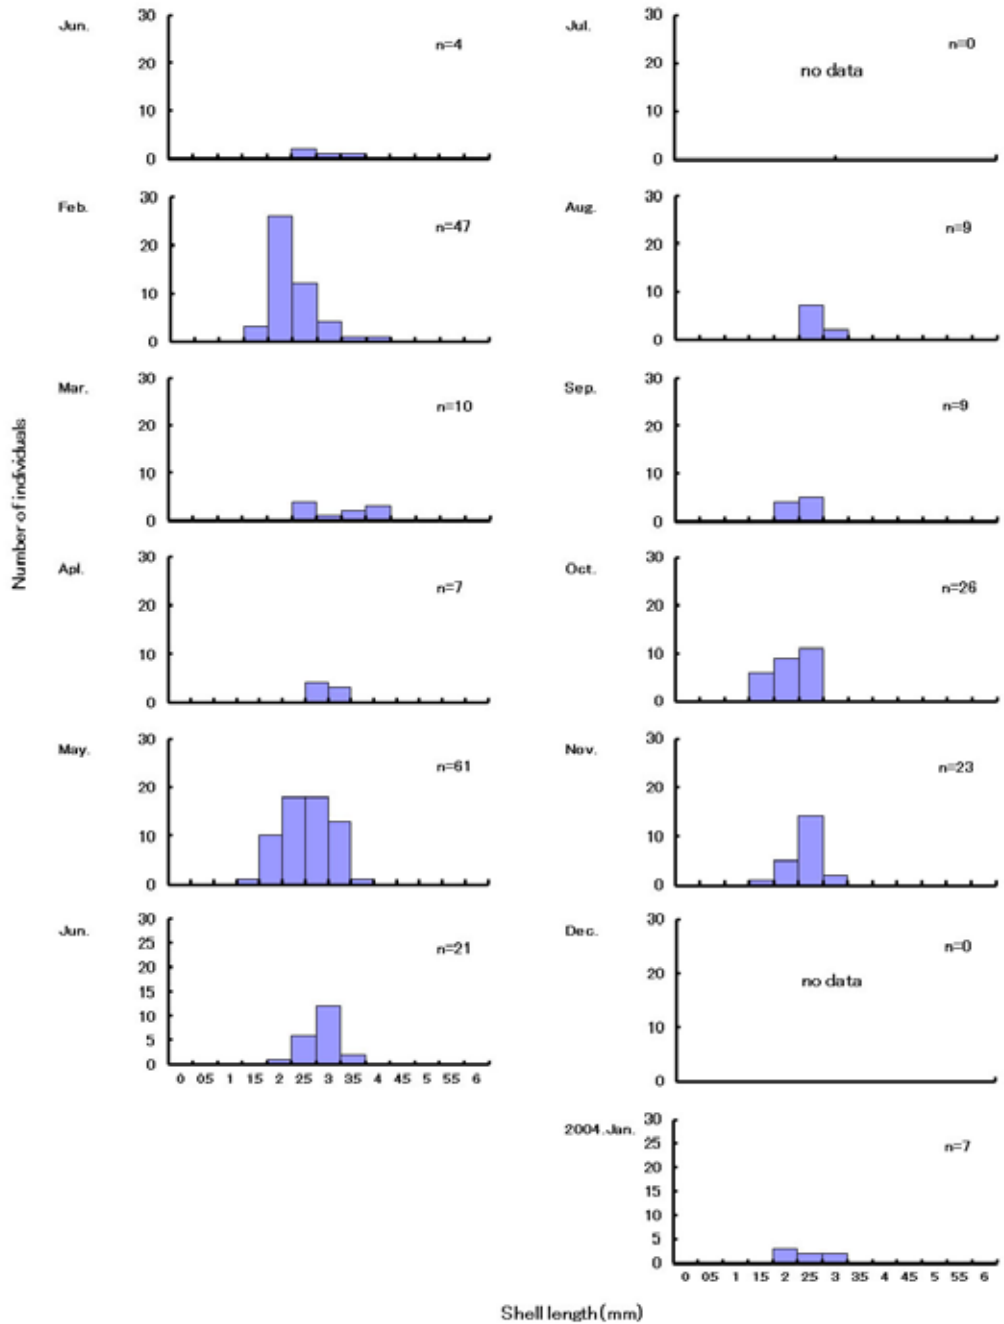 Number of individuals
Jun.
n=4
30
20
10
0
Feb.
n=47
30
20
10
0
Mar.
n=10
30
20
10
0
Apl.
n=7
30
20
10
0
May.
n=61
30
20
10
0
Jun.
n=21
30
25
20
15
10
5
0
0 05 1 15 2 25 3 35 4 45 5 55 6
Jul.
n=0
no data
30
20
10
0
Aug.
n=9
30
20
10
0
Sep.
n=9
30
20
10
0
Oct.
n=26
30
20
10
0
Nov.
n=23
30
20
10
0
Dec.
n=0
no data
30
20
10
0
2004.Jan.
n=7
30
25
20
15
10
5
0
0 05 1 15 2 25 3 35 4 45 5 55 6
Shell length(mm)